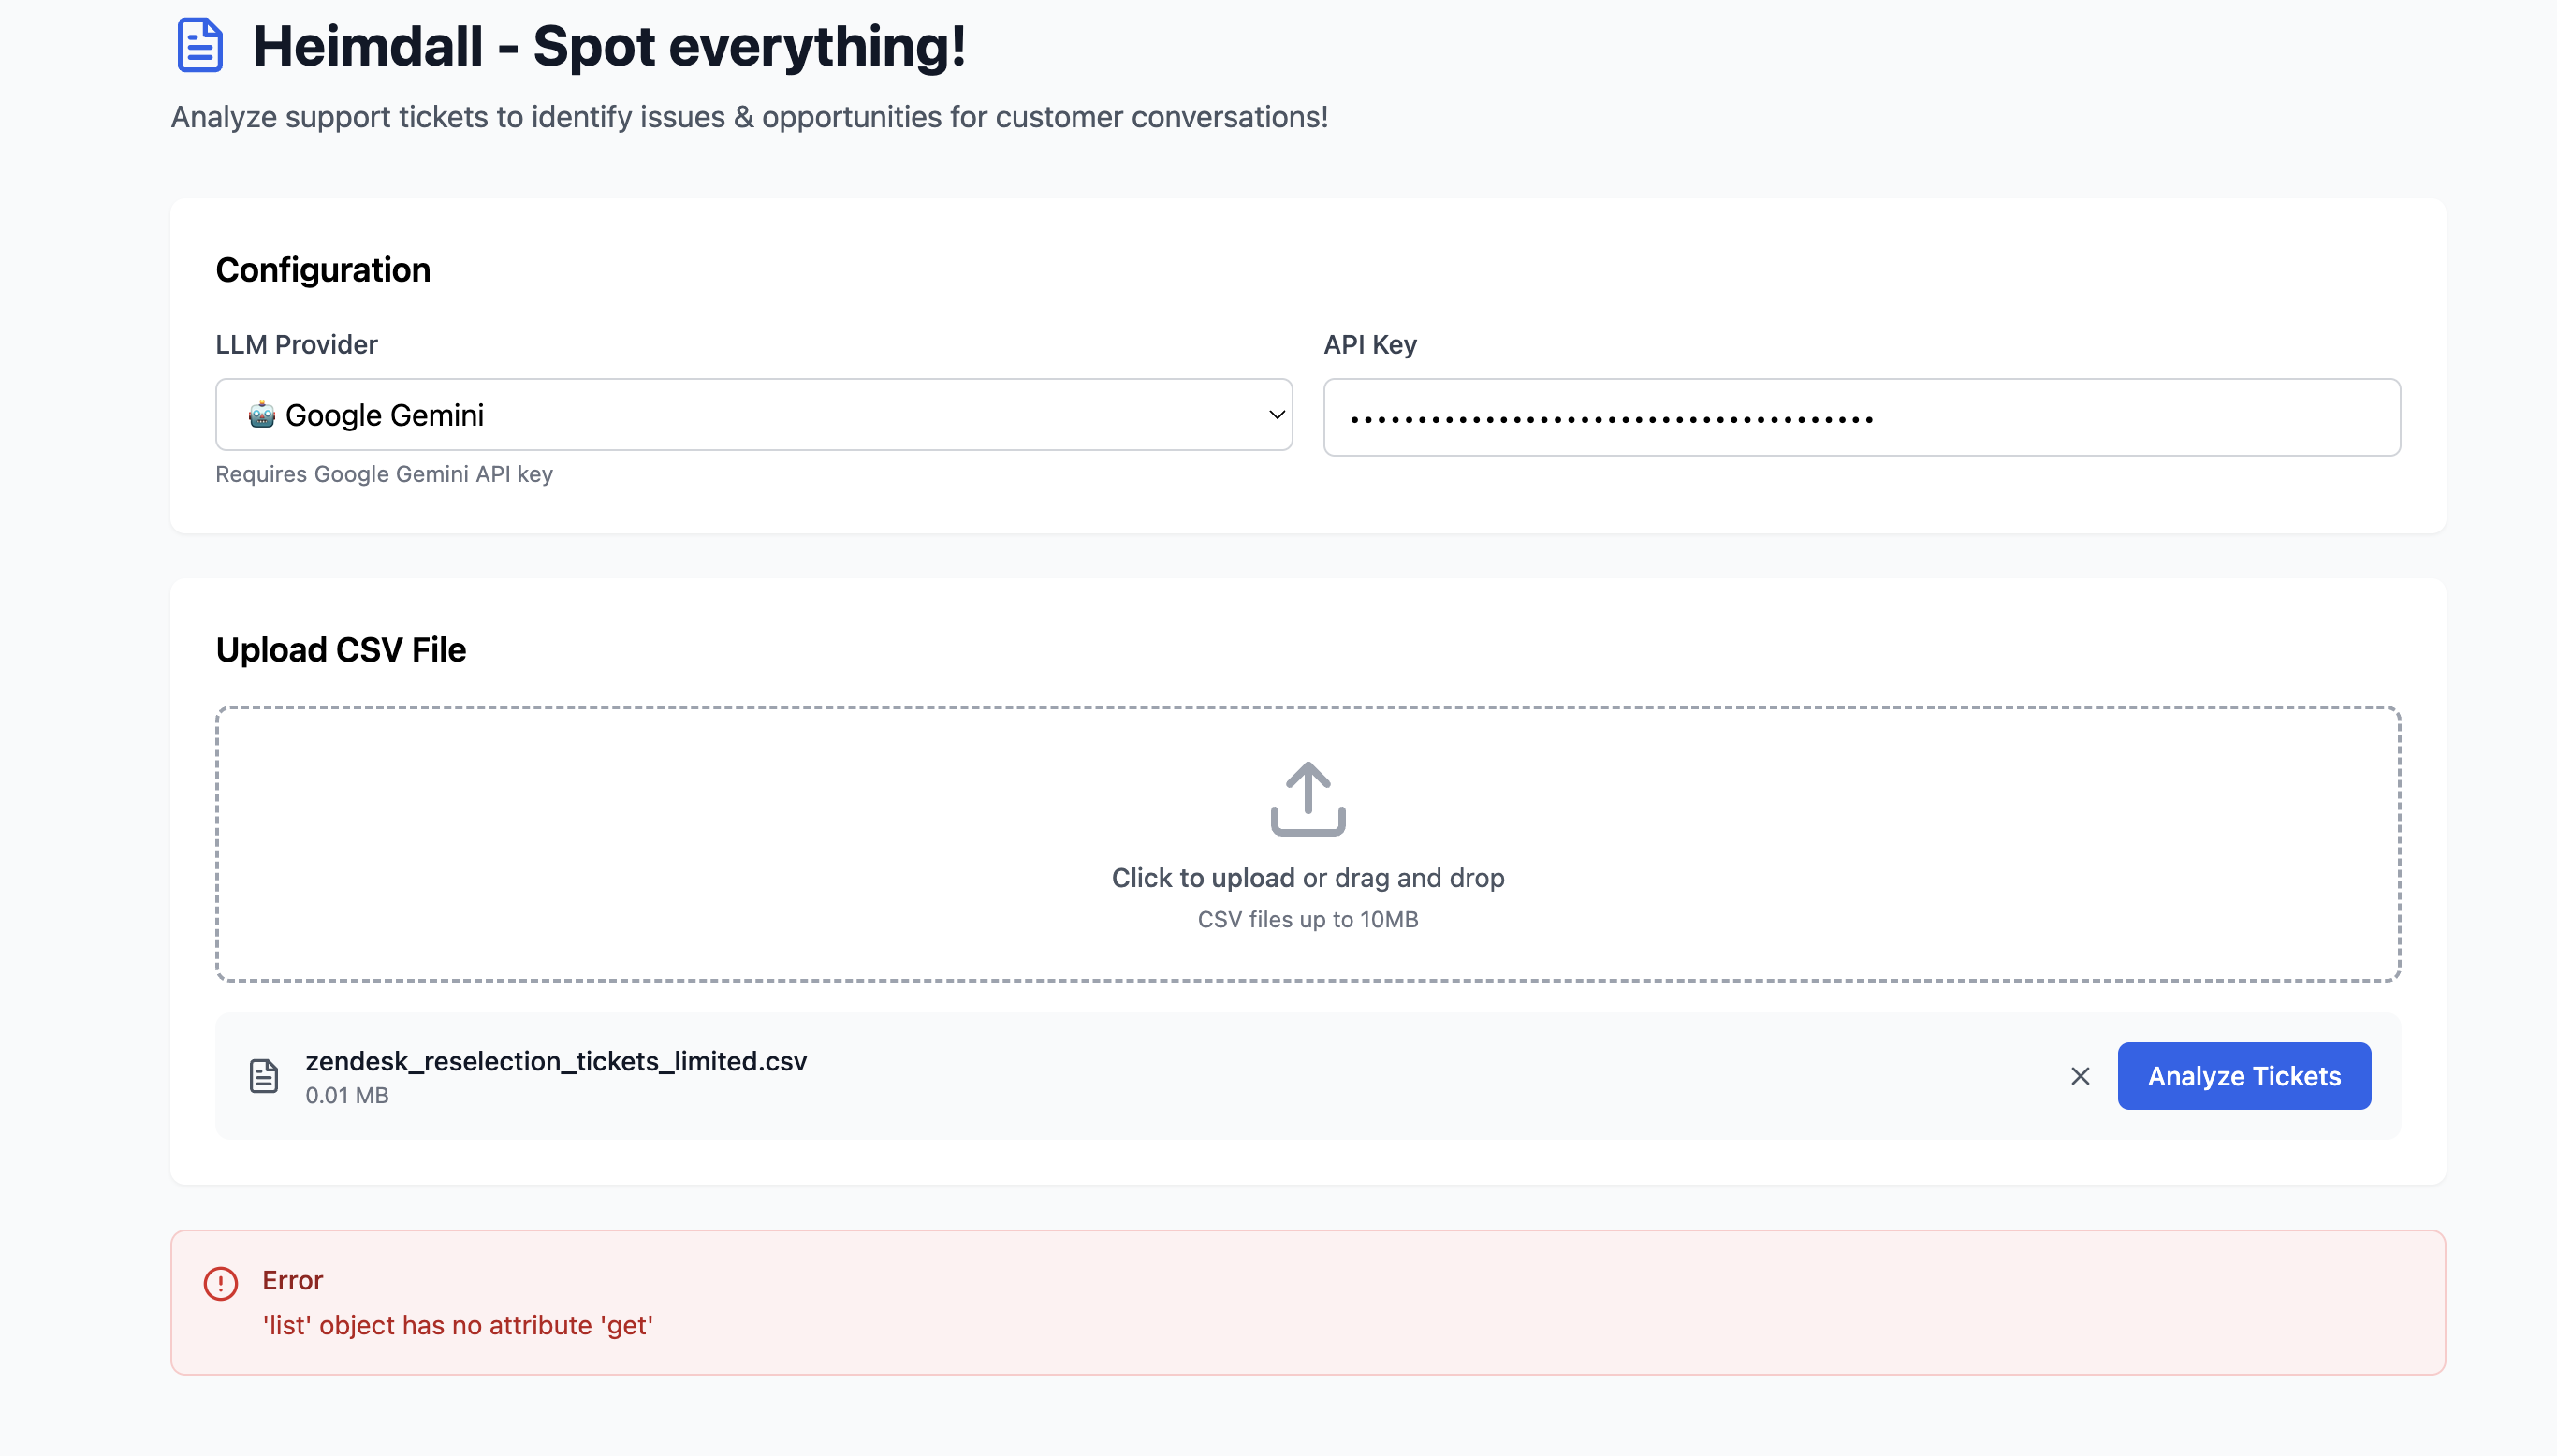 Heimdall - Spot everything!
Analyze support tickets to identify issues & opportunities for customer conversations!
Configuration
LLM Provider
API Key
🤖 Google Gemini
•••••••••••••••••••••••••••••••••••••••
Requires Google Gemini API key
Upload CSV File
Click to upload or drag and drop
CSV files up to 10MB
zendesk_reselection_tickets_limited.csv
0.01 MB
Analyze Tickets
Error
'list' object has no attribute 'get'